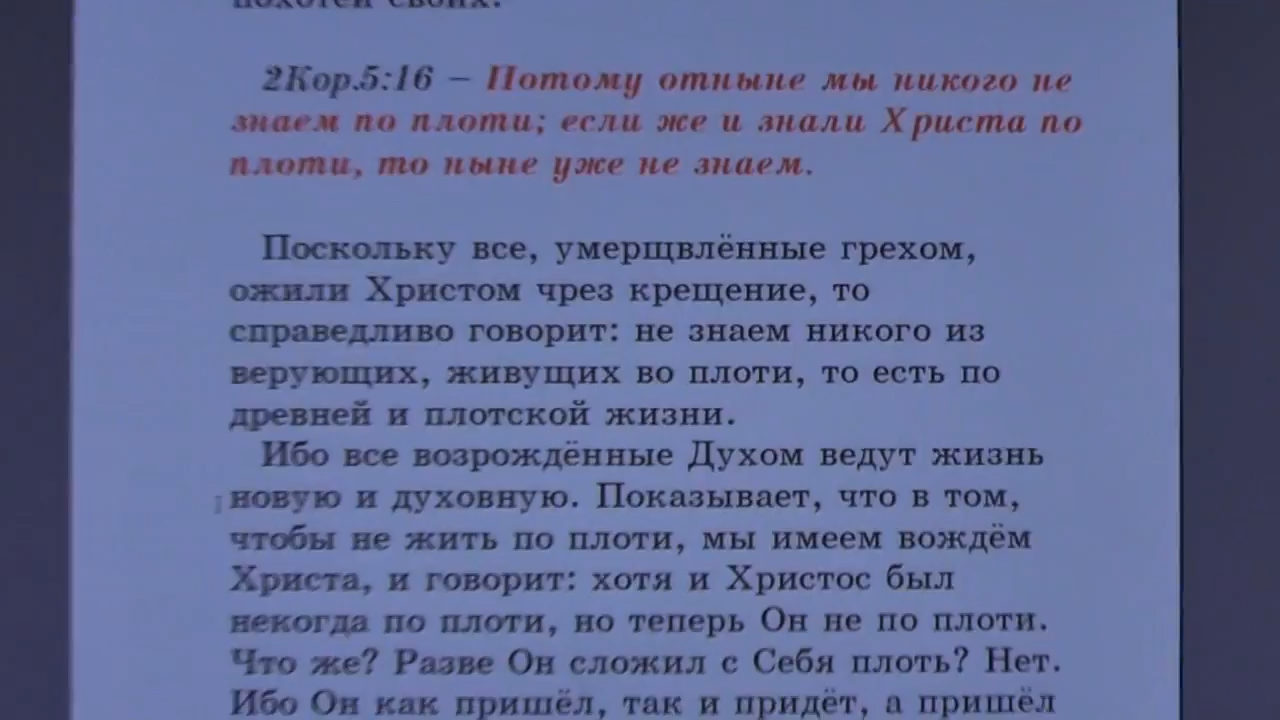 похотей своих.
2Кор.5:16 – Потому отныне мы никого не
знаем по плоти; если же и знали Христа по
плоти, то ныне уже не знаем.
Поскольку все, умерщвлённые грехом,
ожили Христом чрез крещение, то
справедливо говорит: не знаем никого из
верующих, живущих во плоти, то есть по
древней и плотской жизни.
Ибо все возрождённые Духом ведут жизнь
новую и духовную. Показывает, что в том,
чтобы не жить по плоти, мы имеем вождём
Христа, и говорит: хотя и Христос был
некогда по плоти, но теперь Он не по плоти.
Что же? Разве Он сложил с Себя плоть? Нет.
Ибо Он как пришёл, так и придёт, а пришёл